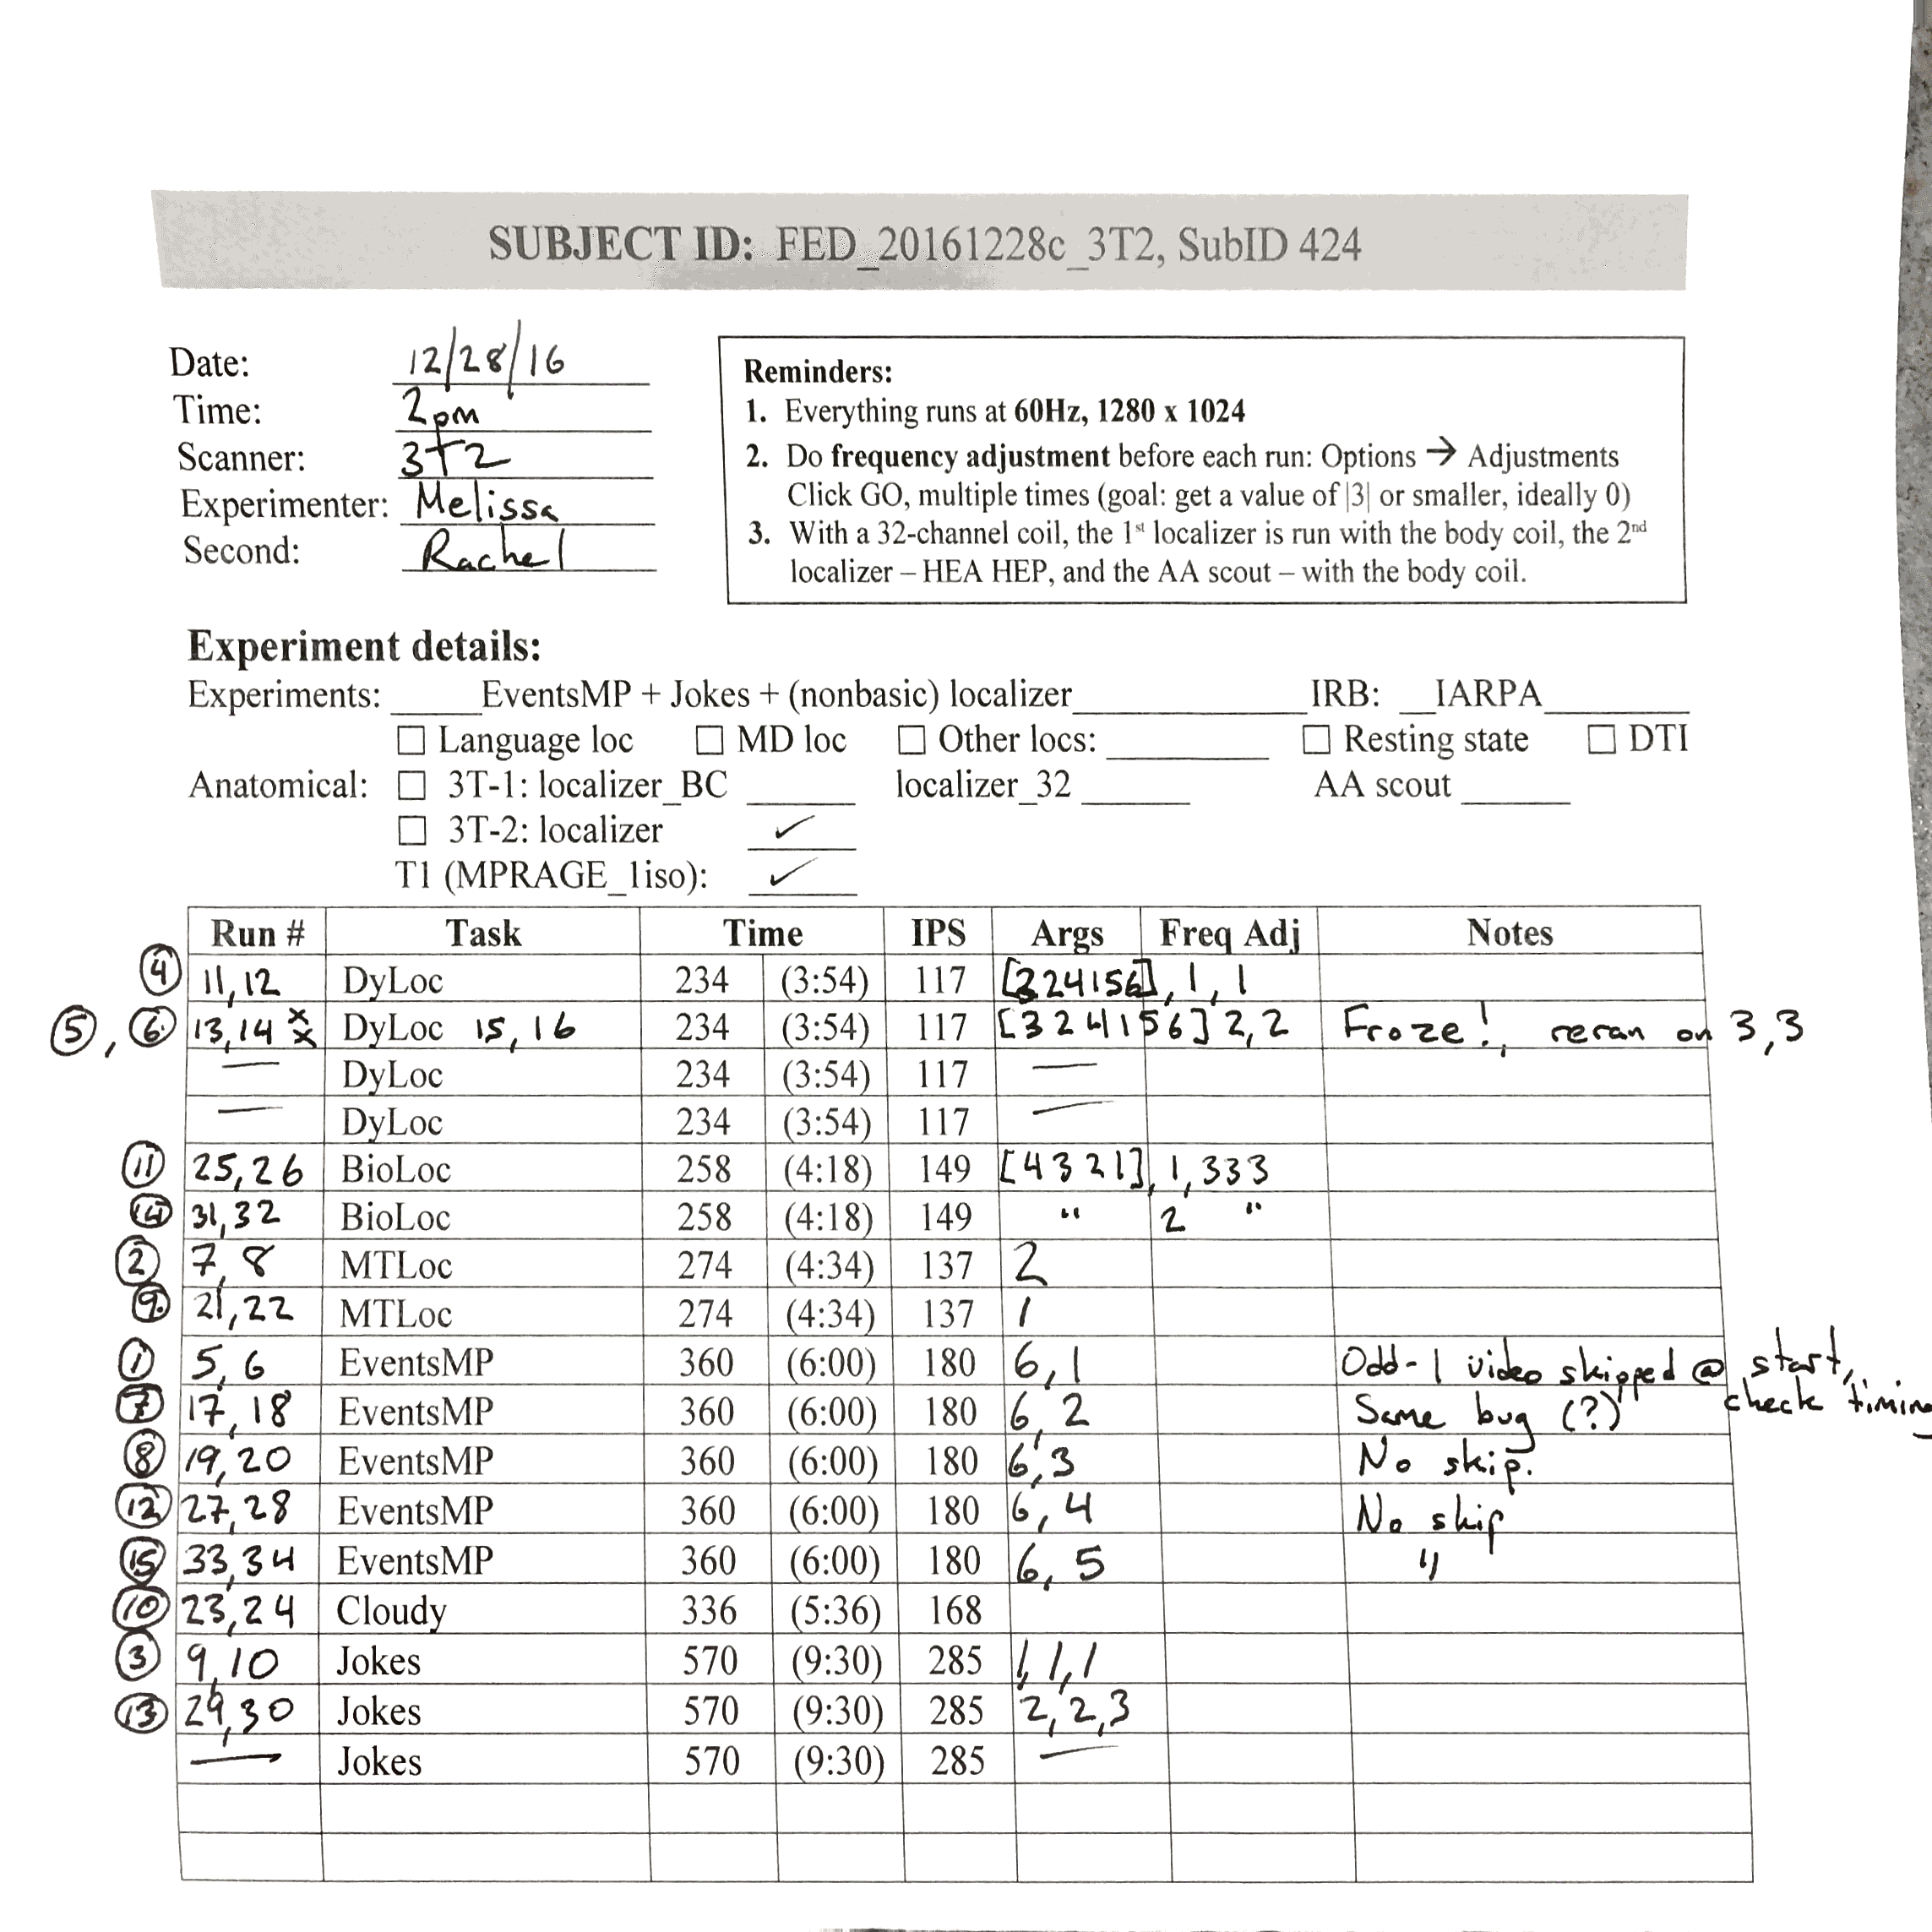 SUBJECT ID: FED_20161228c_3T2, SubID 424
Date: 12/28/16
Time: 2pm
Scanner: 3T2
Experimenter: Melissa
Second: Rachel
Reminders:
1. Everything runs at 60Hz, 1280 x 1024
2. Do frequency adjustment before each run: Options → Adjustments
Click GO, multiple times (goal: get a value of |3| or smaller, ideally 0)
3. With a 32-channel coil, the 1st localizer is run with the body coil, the 2nd
localizer – HEA HEP, and the AA scout – with the body coil.
Experiment details:
Experiments: _____EventsMP + Jokes + (nonbasic) localizer_____________ IRB: __IARPA________
☐ Language loc ☐ MD loc ☐ Other locs: _________ ☐ Resting state ☐ DTI
Anatomical: ☐ 3T-1: localizer_BC ______ localizer_32 ______ AA scout ______
☐ 3T-2: localizer ✓
T1 (MPRAGE_1iso): ✓
Run # Task Time IPS Args Freq Adj Notes
④ 11,12 DyLoc 234 (3:54) 117 [324156], 1, 1
⑤, ⑥ 13,14 x x DyLoc 15, 16 234 (3:54) 117 [324156] 2,2 Froze!, reran on 3,3
— DyLoc 234 (3:54) 117 —
— DyLoc 234 (3:54) 117 —
⑪ 25,26 BioLoc 258 (4:18) 149 [4321], 1,333
⑭ 31,32 BioLoc 258 (4:18) 149 " 2 "
② 7,8 MTLoc 274 (4:34) 137 2
⑨ 21,22 MTLoc 274 (4:34) 137 1
① 5,6 EventsMP 360 (6:00) 180 6,1 Odd-1 video skipped @ start, check timing
⑦ 17,18 EventsMP 360 (6:00) 180 6,2 Same bug (?)
⑧ 19,20 EventsMP 360 (6:00) 180 6,3 No skip.
⑫ 27,28 EventsMP 360 (6:00) 180 6,4 No skip
⑮ 33,34 EventsMP 360 (6:00) 180 6,5 "
⑩ 23,24 Cloudy 336 (5:36) 168
③ 9,10 Jokes 570 (9:30) 285 1,1,1
⑬ 29,30 Jokes 570 (9:30) 285 2,2,3
— Jokes 570 (9:30) 285 —